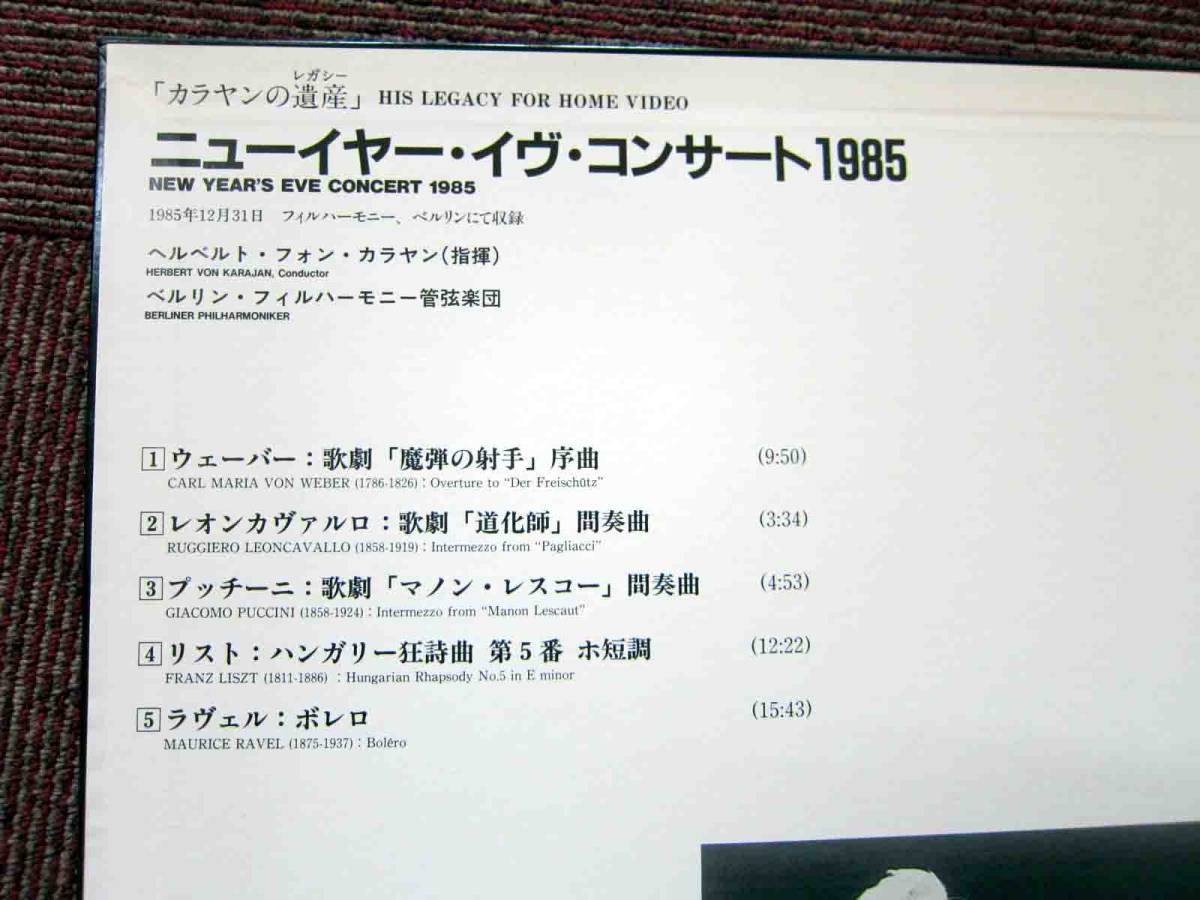 レガシー
「カラヤンの遺産」 HIS LEGACY FOR HOME VIDEO
ニューイヤー・イヴ・コンサート1985
NEW YEAR'S EVE CONCERT 1985
1985年12月31日 フィルハーモニー、ベルリンにて収録
ヘルベルト・フォン・カラヤン(指揮)
HERBERT VON KARAJAN, Conductor
ベルリン・フィルハーモニー管弦楽団
BERLINER PHILHARMONIKER
1 ウェーバー:歌劇「魔弾の射手」序曲 (9:50)
CARL MARIA VON WEBER (1786-1826) : Overture to "Der Freischütz"
2 レオンカヴァルロ:歌劇「道化師」間奏曲 (3:34)
RUGGIERO LEONCAVALLO (1858-1919) : Intermezzo from "Pagliacci"
3 プッチーニ:歌劇「マノン・レスコー」間奏曲 (4:53)
GIACOMO PUCCINI (1858-1924) : Intermezzo from "Manon Lescaut"
4 リスト:ハンガリー狂詩曲 第5番 ホ短調 (12:22)
FRANZ LISZT (1811-1886) : Hungarian Rhapsody No.5 in E minor
5 ラヴェル:ボレロ (15:43)
MAURICE RAVEL (1875-1937) : Boléro